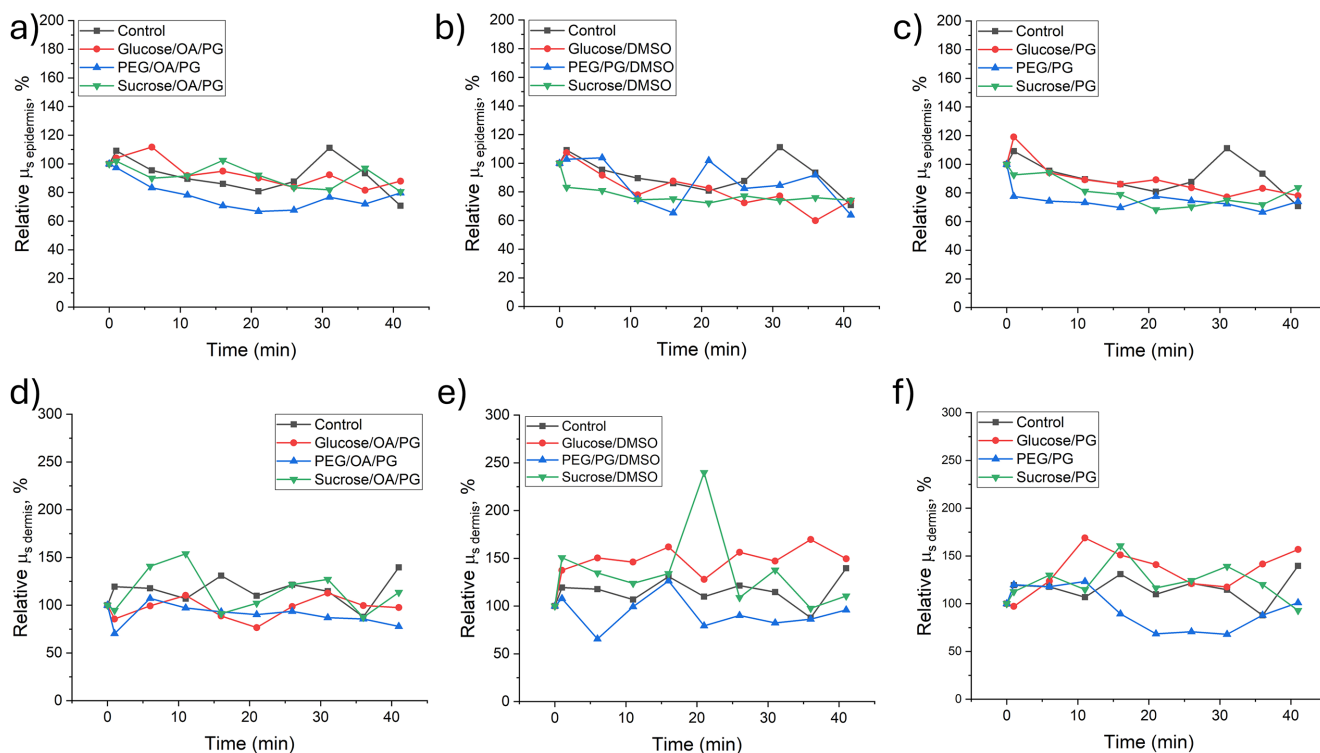 a)
Control
Glucose/OA/PG
PEG/OA/PG
Sucrose/OA/PG
Relative μs epidermis, %
200
180
160
140
120
100
80
60
40
20
0
0 10 20 30 40
Time (min)
b)
Control
Glucose/DMSO
PEG/PG/DMSO
Sucrose/DMSO
Relative μs epidermis, %
200
180
160
140
120
100
80
60
40
20
0
0 10 20 30 40
Time (min)
c)
Control
Glucose/PG
PEG/PG
Sucrose/PG
Relative μs epidermis, %
200
180
160
140
120
100
80
60
40
20
0
0 10 20 30 40
Time (min)
d)
Control
Glucose/OA/PG
PEG/OA/PG
Sucrose/OA/PG
Relative μs dermis, %
300
250
200
150
100
50
0
0 10 20 30 40
Time (min)
e)
Control
Glucose/DMSO
PEG/PG/DMSO
Sucrose/DMSO
Relative μs dermis, %
300
250
200
150
100
50
0
0 10 20 30 40
Time (min)
f)
Control
Glucose/PG
PEG/PG
Sucrose/PG
Relative μs dermis, %
300
250
200
150
100
50
0
0 10 20 30 40
Time (min)